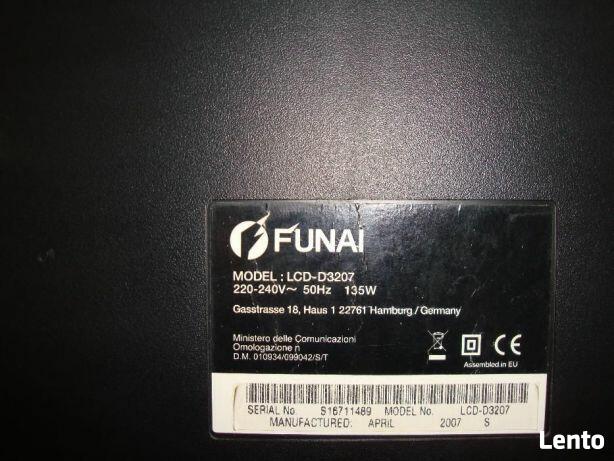 FUNAI
MODEL : LCD-D3207
220-240V~ 50Hz 135W
Gasstrasse 18, Haus 1 22761 Hamburg / Germany
Ministero delle Comunicazioni
Omologazione n
D.M. 010934/099042/S/T
CE
Assembled in EU
SERIAL No. S16711489 MODEL No. LCD-D3207
MANUFACTURED: APRIL 2007 S
Lento